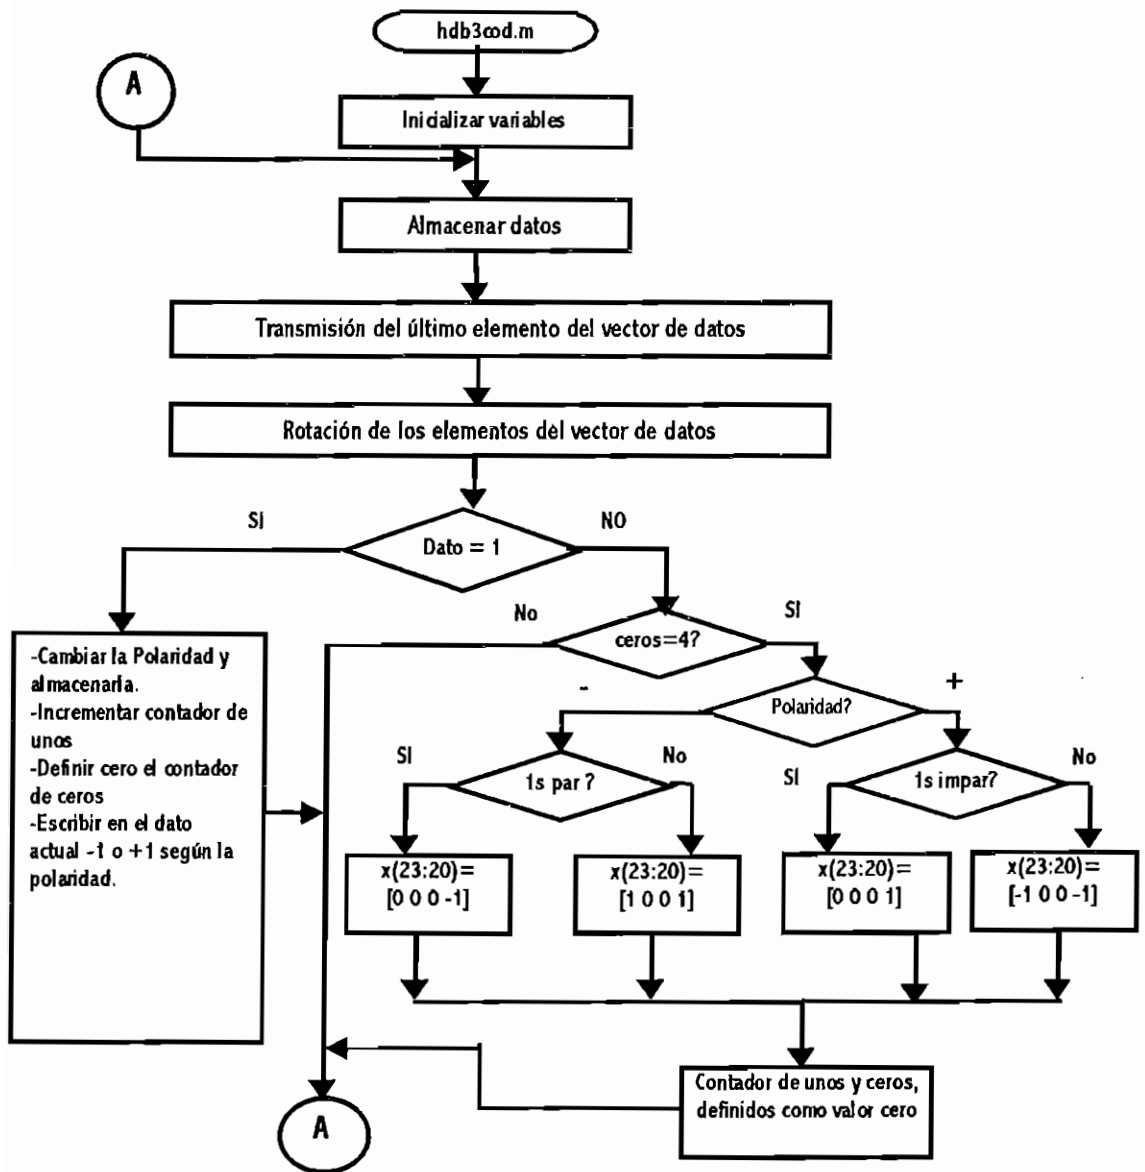 hdb3cod.m
A
Inicializar variables
Almacenar datos
Transmisión del último elemento del vector de datos
Rotación de los elementos del vector de datos
SI
NO
Dato = 1
No
SI
ceros=4?
-Cambiar la Polaridad y
almacenarla.
-Incrementar contador de
unos
-Definir cero el contador
de ceros
-Escribir en el dato
actual -1 o +1 según la
polaridad.
-
+
Polaridad?
SI
No
1s par ?
SI
No
1s impar?
x(23:20)=
[0 0 0 -1]
x(23:20)=
[1 0 0 1]
x(23:20)=
[0 0 0 1]
x(23:20)=
[-1 0 0 -1]
Contador de unos y ceros,
definidos como valor cero
A